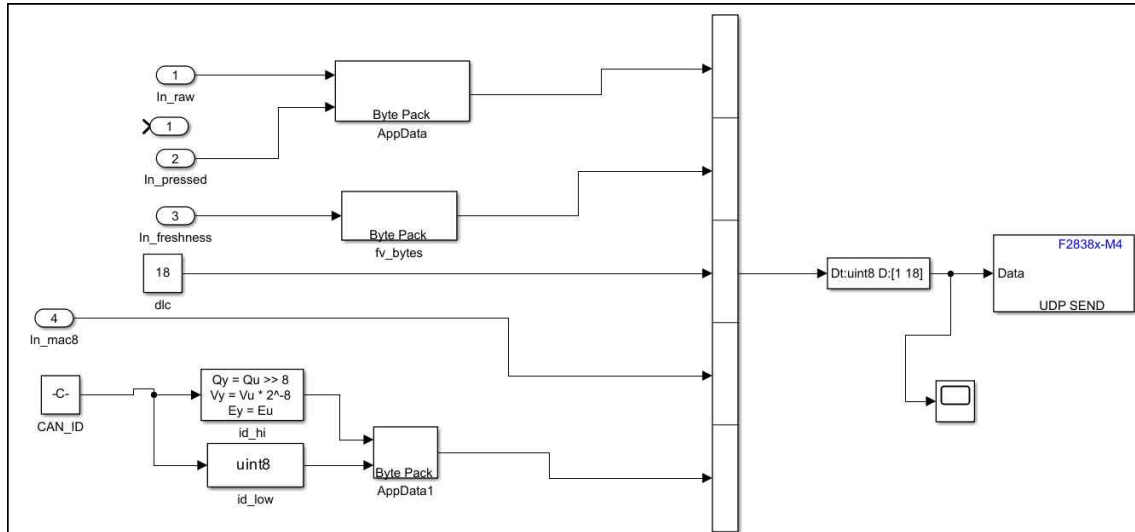 1
In_raw
Byte Pack
AppData
1
2
In_pressed
3
In_freshness
Byte Pack
fv_bytes
18
dlc
4
In_mac8
-C-
CAN_ID
Qy = Qu >> 8
Vy = Vu * 2^-8
Ey = Eu
id_hi
uint8
id_low
Byte Pack
AppData1
Dt:uint8 D:[1 18]
F2838x-M4
Data
UDP SEND